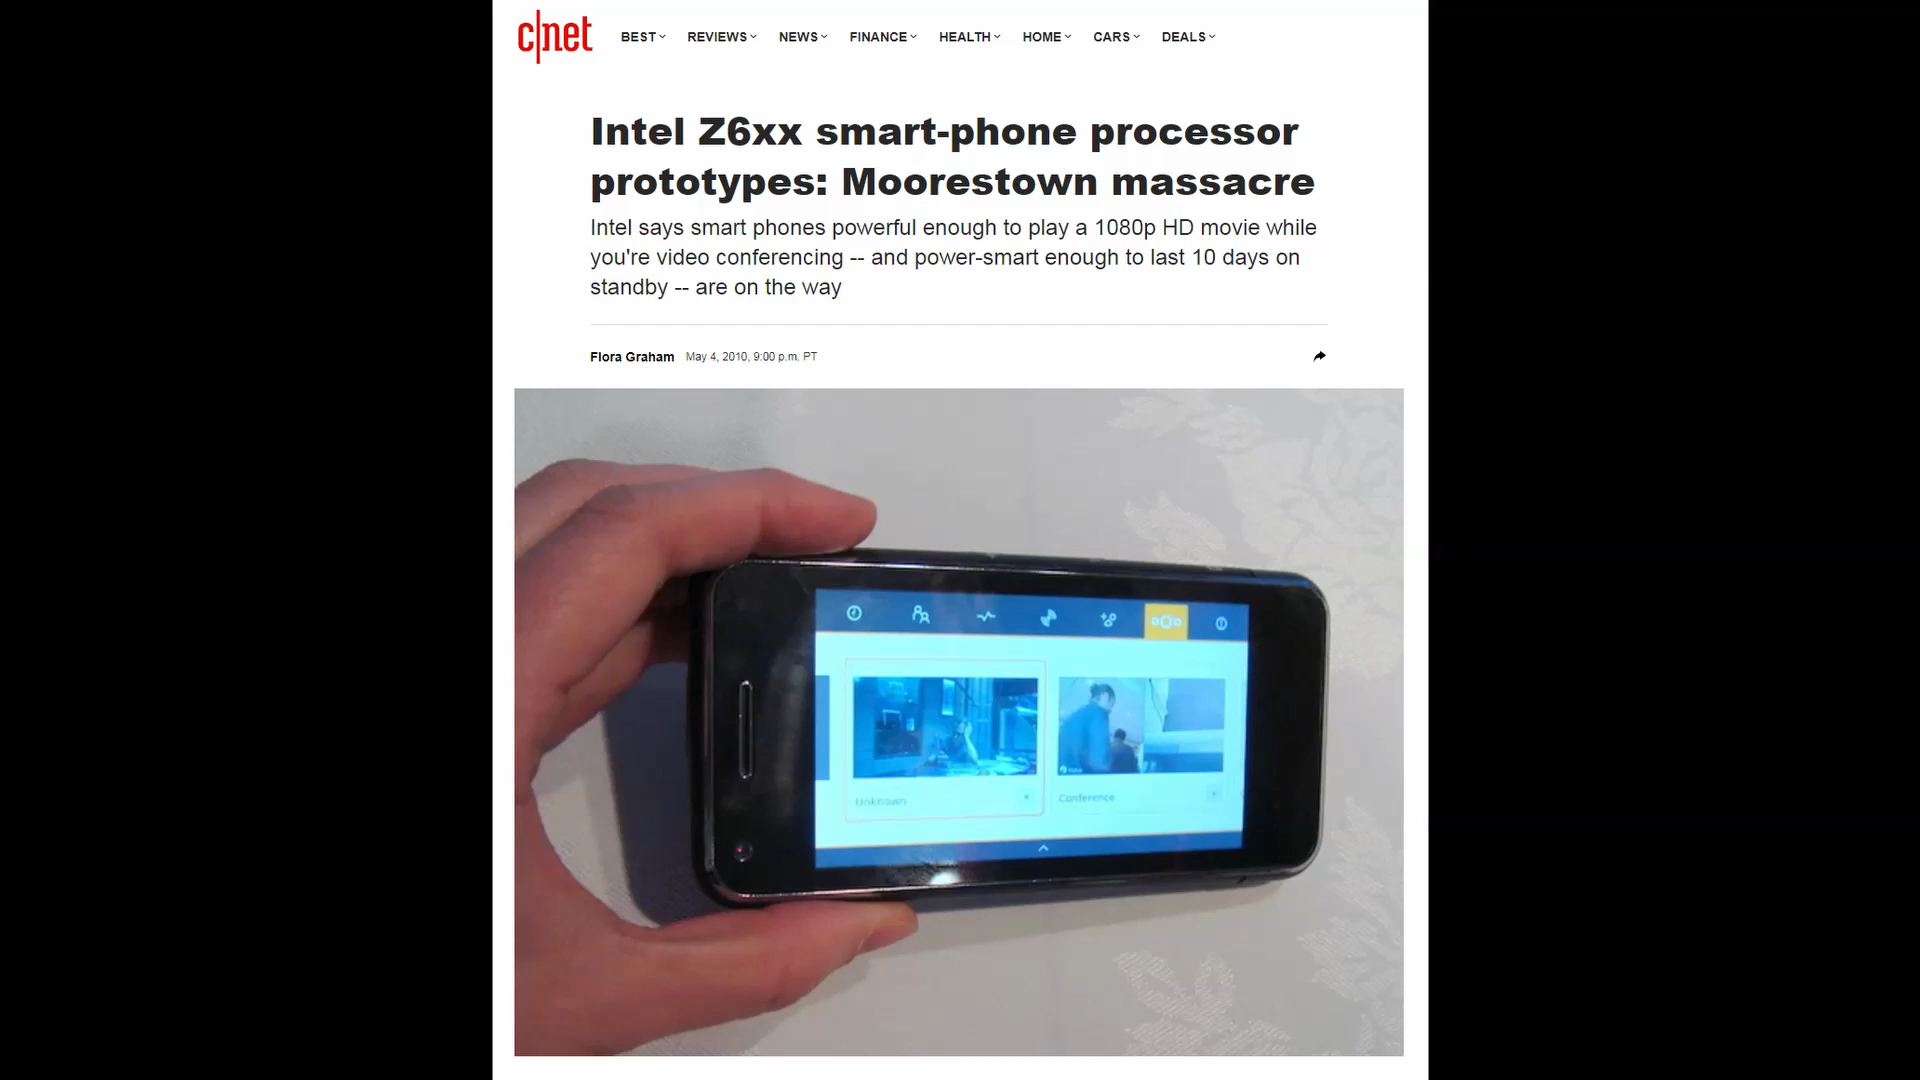 c|net
BEST REVIEWS NEWS FINANCE HEALTH HOME CARS DEALS
Intel Z6xx smart-phone processor
prototypes: Moorestown massacre
Intel says smart phones powerful enough to play a 1080p HD movie while
you're video conferencing -- and power-smart enough to last 10 days on
standby -- are on the way
Flora Graham May 4, 2010, 9:00 p.m. PT
Unknown
Conference